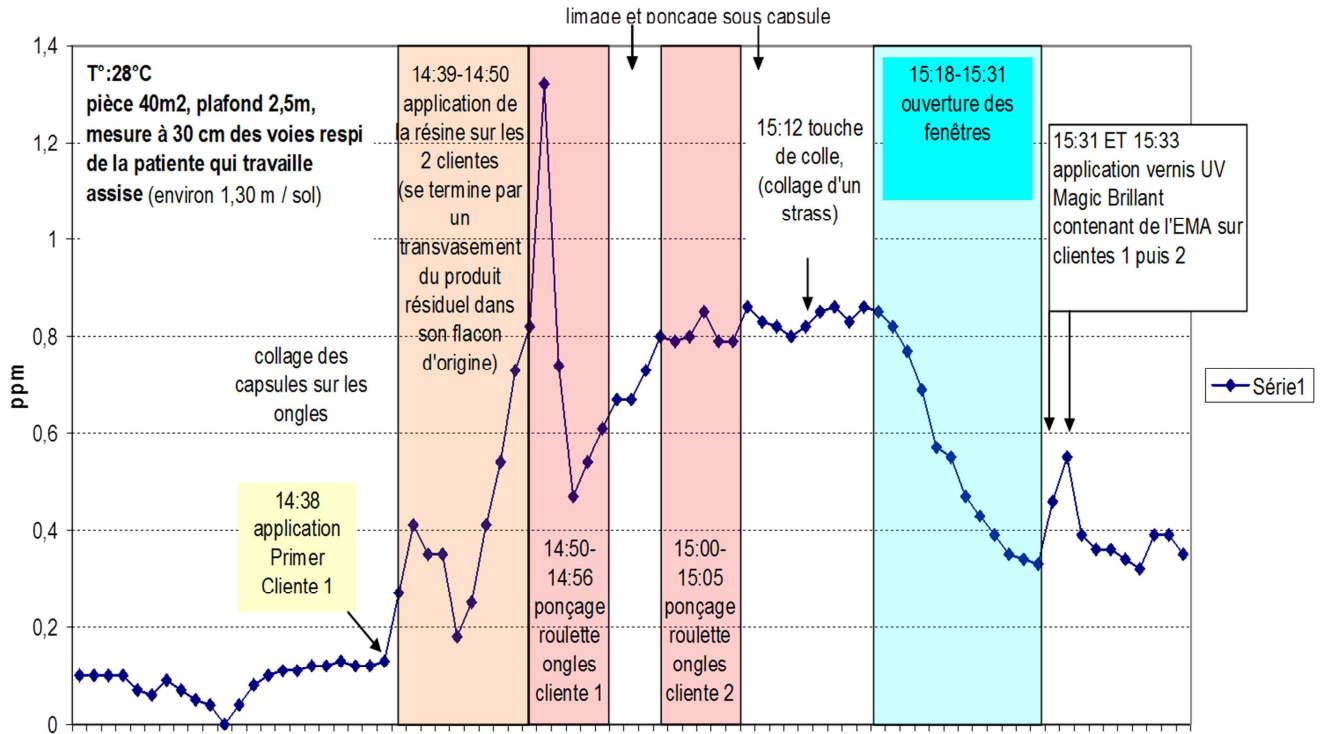 limage et ponçage sous capsule
1,4
1,2
1
0,8
0,6
0,4
0,2
0
ppm
T°:28°C
pièce 40m2, plafond 2,5m,
mesure à 30 cm des voies respi
de la patiente qui travaille
assise (environ 1,30 m / sol)
collage des
capsules sur les
ongles
14:38
application
Primer
Cliente 1
14:39-14:50
application de
la résine sur les
2 clientes
(se termine par
un
transvasement
du produit
résiduel dans
son flacon
d'origine)
14:50-
14:56
ponçage
roulette
ongles
cliente 1
15:00-
15:05
ponçage
roulette
ongles
cliente 2
15:12 touche
de colle,
(collage d'un
strass)
15:18-15:31
ouverture des
fenêtres
15:31 ET 15:33
application vernis UV
Magic Brillant
contenant de l'EMA sur
clientes 1 puis 2
Série1